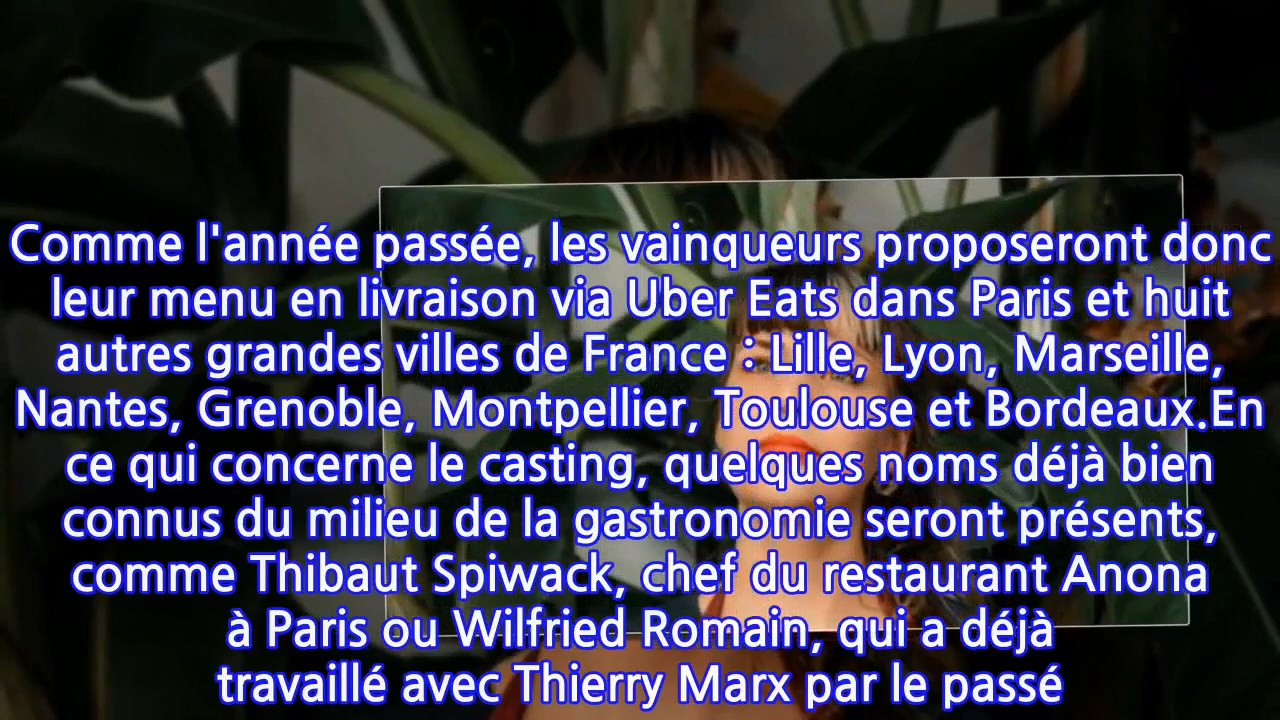 Comme l'année passée, les vainqueurs proposeront donc
leur menu en livraison via Uber Eats dans Paris et huit
autres grandes villes de France : Lille, Lyon, Marseille,
Nantes, Grenoble, Montpellier, Toulouse et Bordeaux.En
ce qui concerne le casting, quelques noms déjà bien
connus du milieu de la gastronomie seront présents,
comme Thibaut Spiwack, chef du restaurant Anona
à Paris ou Wilfried Romain, qui a déjà
travaillé avec Thierry Marx par le passé